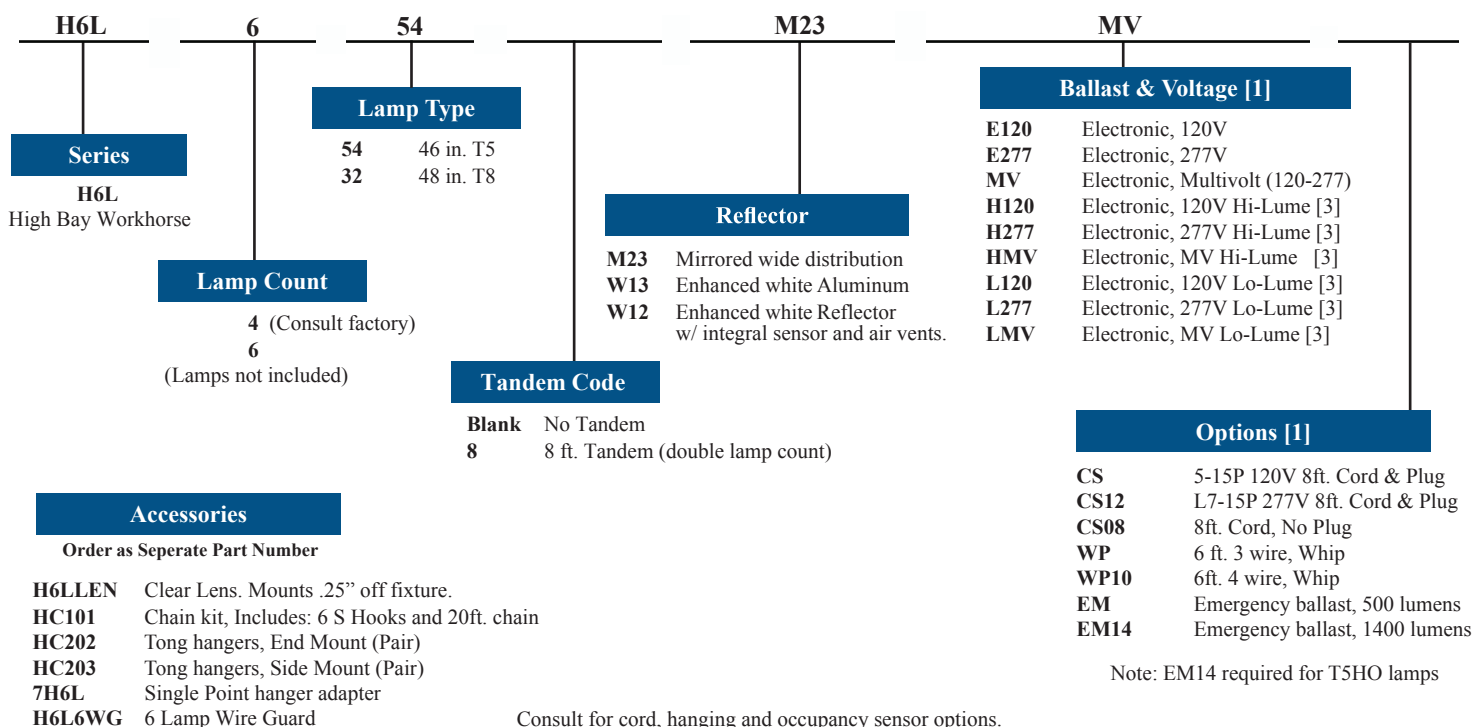 H6L 6 54 M23 MV
Series
H6L
High Bay Workhorse
Lamp Count
4 (Consult factory)
6
(Lamps not included)
Lamp Type
54 46 in. T5
32 48 in. T8
Tandem Code
Blank No Tandem
8 8 ft. Tandem (double lamp count)
Reflector
M23 Mirrored wide distribution
W13 Enhanced white Aluminum
W12 Enhanced white Reflector
w/ integral sensor and air vents.
Ballast & Voltage [1]
E120 Electronic, 120V
E277 Electronic, 277V
MV Electronic, Multivolt (120-277)
H120 Electronic, 120V Hi-Lume [3]
H277 Electronic, 277V Hi-Lume [3]
HMV Electronic, MV Hi-Lume [3]
L120 Electronic, 120V Lo-Lume [3]
L277 Electronic, 277V Lo-Lume [3]
LMV Electronic, MV Lo-Lume [3]
Options [1]
CS 5-15P 120V 8ft. Cord & Plug
CS12 L7-15P 277V 8ft. Cord & Plug
CS08 8ft. Cord, No Plug
WP 6 ft. 3 wire, Whip
WP10 6ft. 4 wire, Whip
EM Emergency ballast, 500 lumens
EM14 Emergency ballast, 1400 lumens
Note: EM14 required for T5HO lamps
Accessories
Order as Seperate Part Number
H6LLEN Clear Lens. Mounts .25” off fixture.
HC101 Chain kit, Includes: 6 S Hooks and 20ft. chain
HC202 Tong hangers, End Mount (Pair)
HC203 Tong hangers, Side Mount (Pair)
7H6L Single Point hanger adapter
H6L6WG 6 Lamp Wire Guard
Consult for cord, hanging and occupancy sensor options.